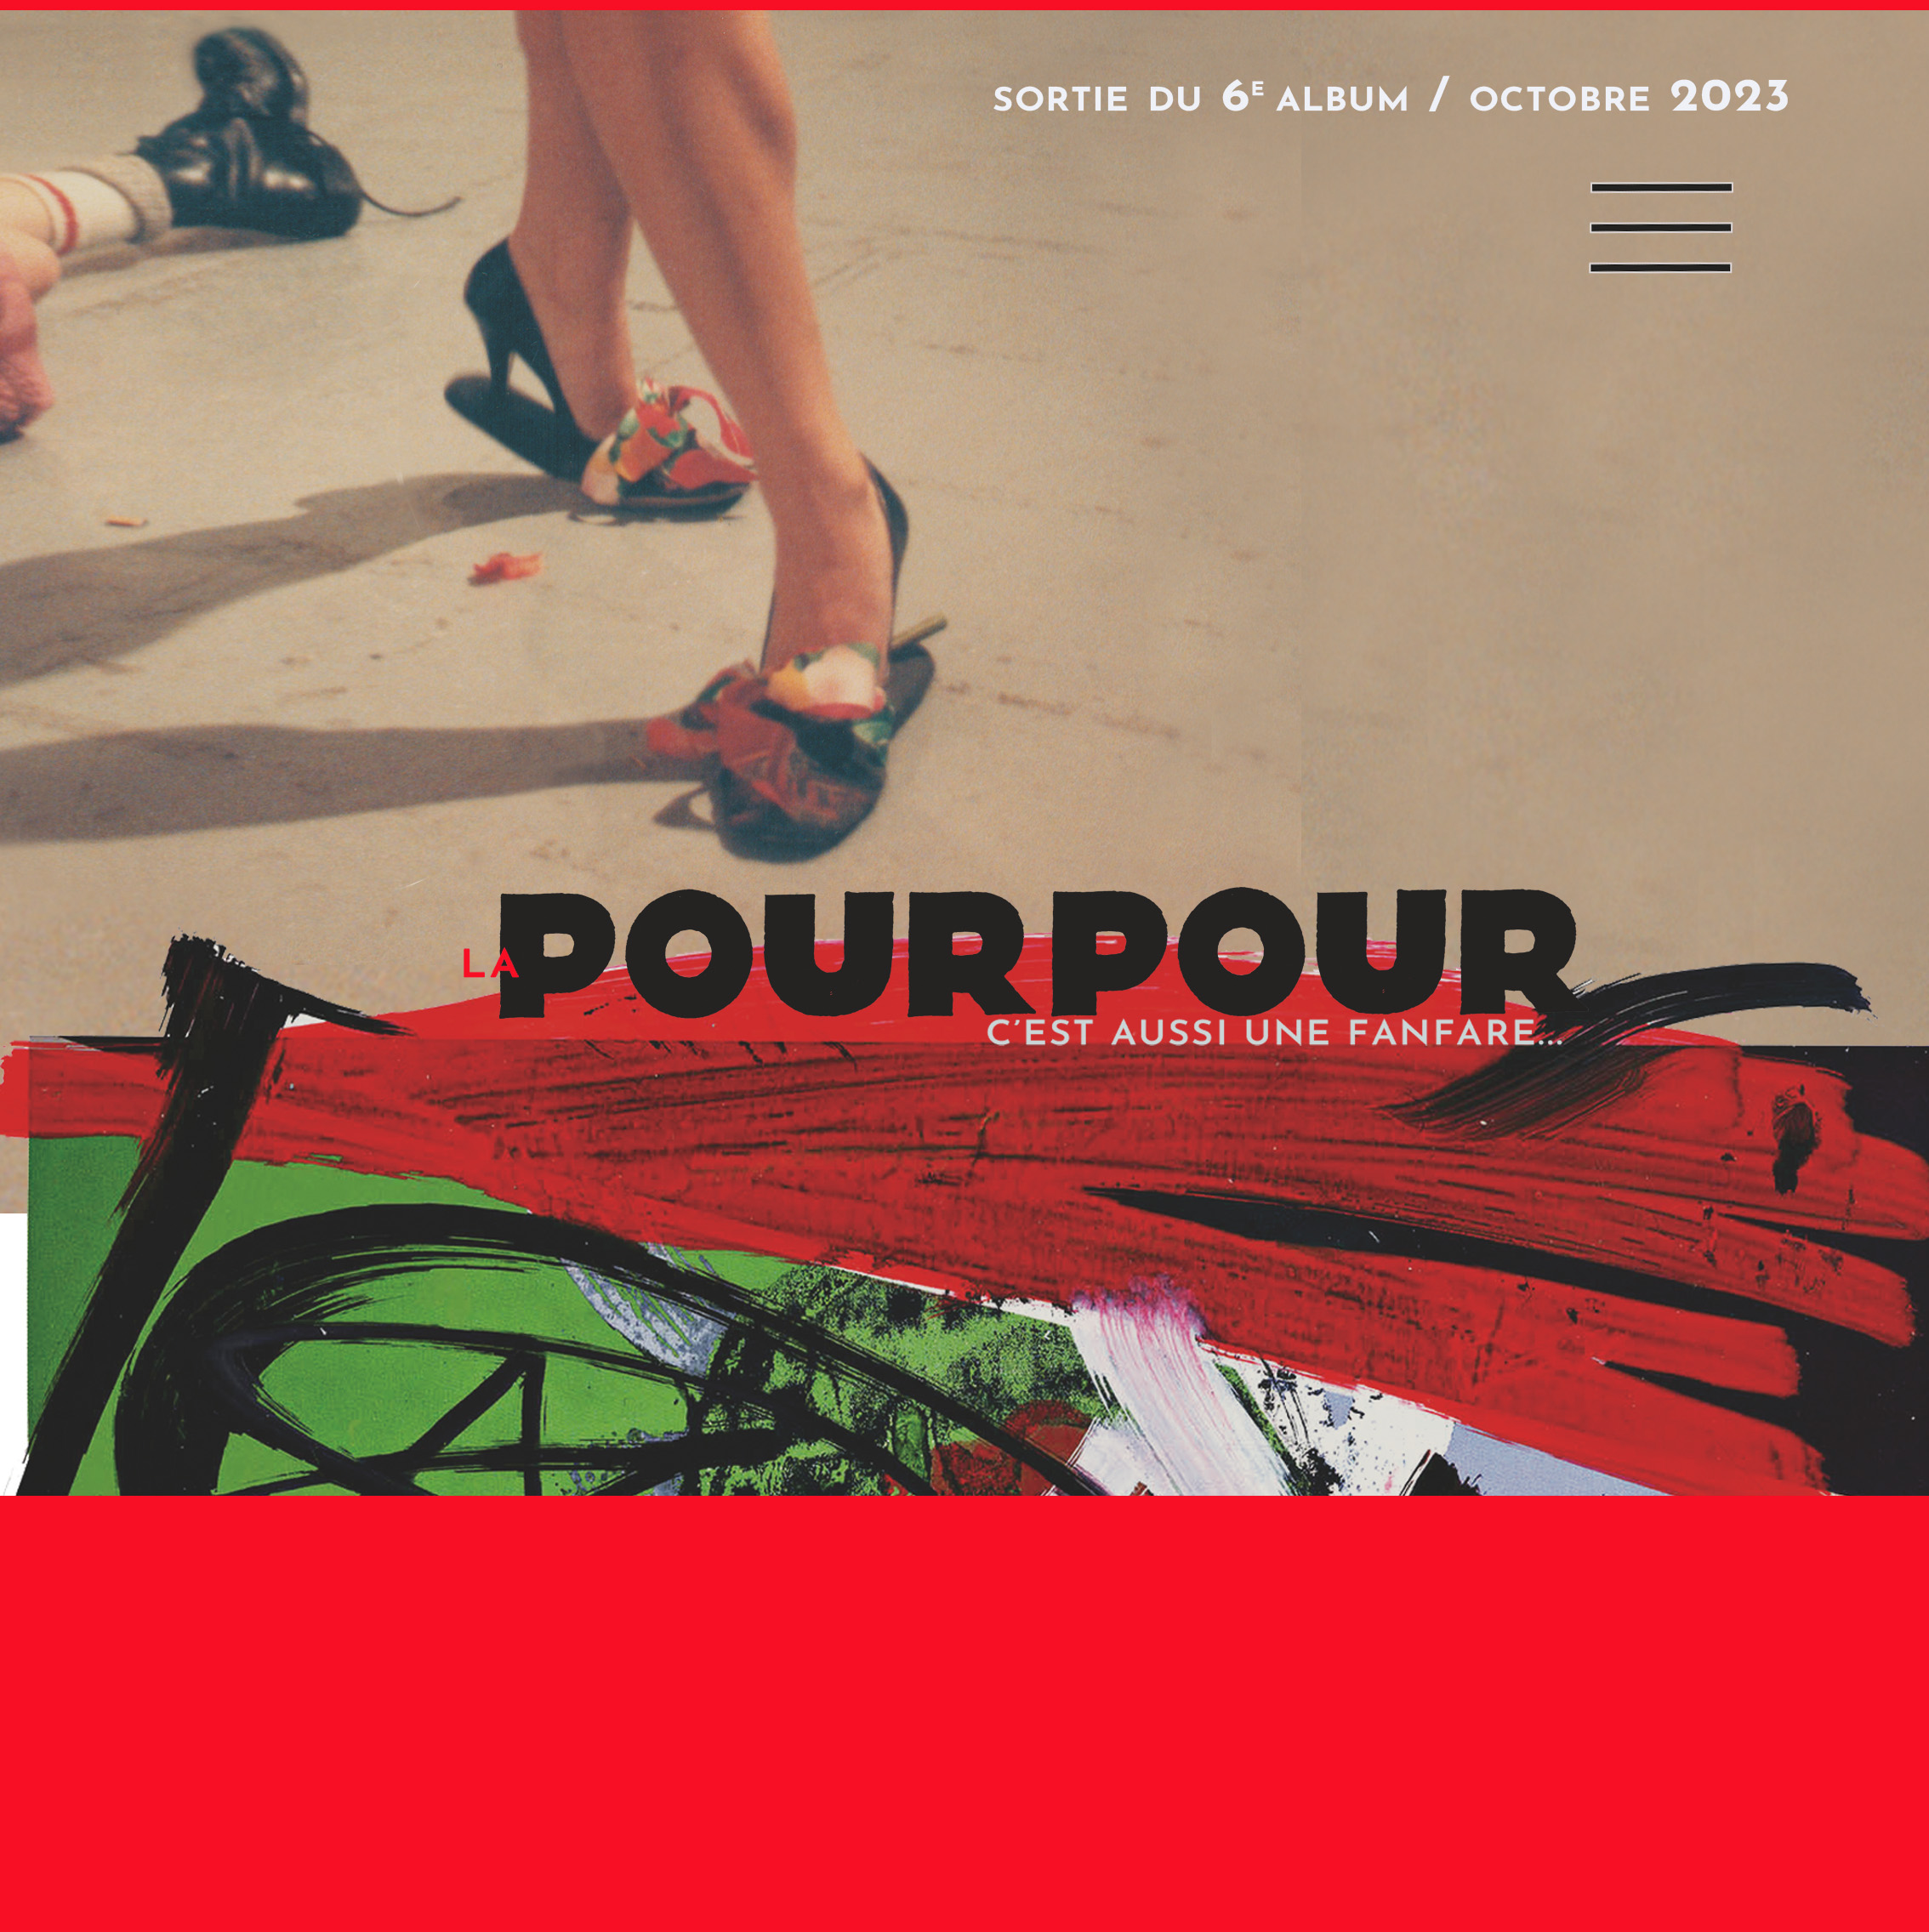 SORTIE DU 6E ALBUM / OCTOBRE 2023
LA POURPOUR
C'EST AUSSI UNE FANFARE...